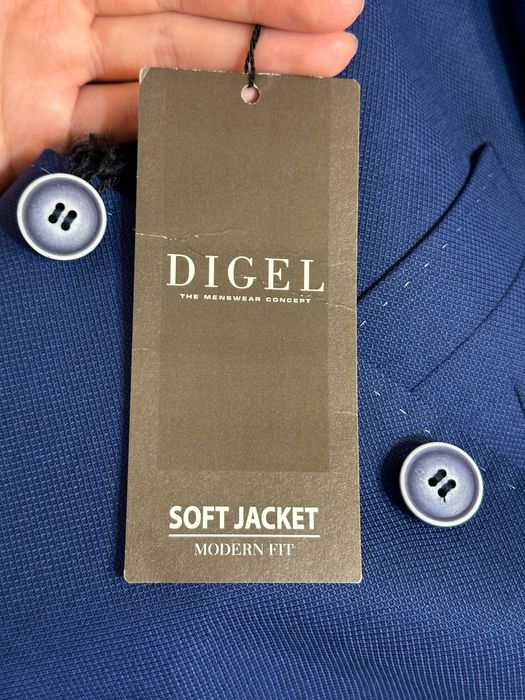 DIGEL
THE MENSWEAR CONCEPT
SOFT JACKET
MODERN FIT